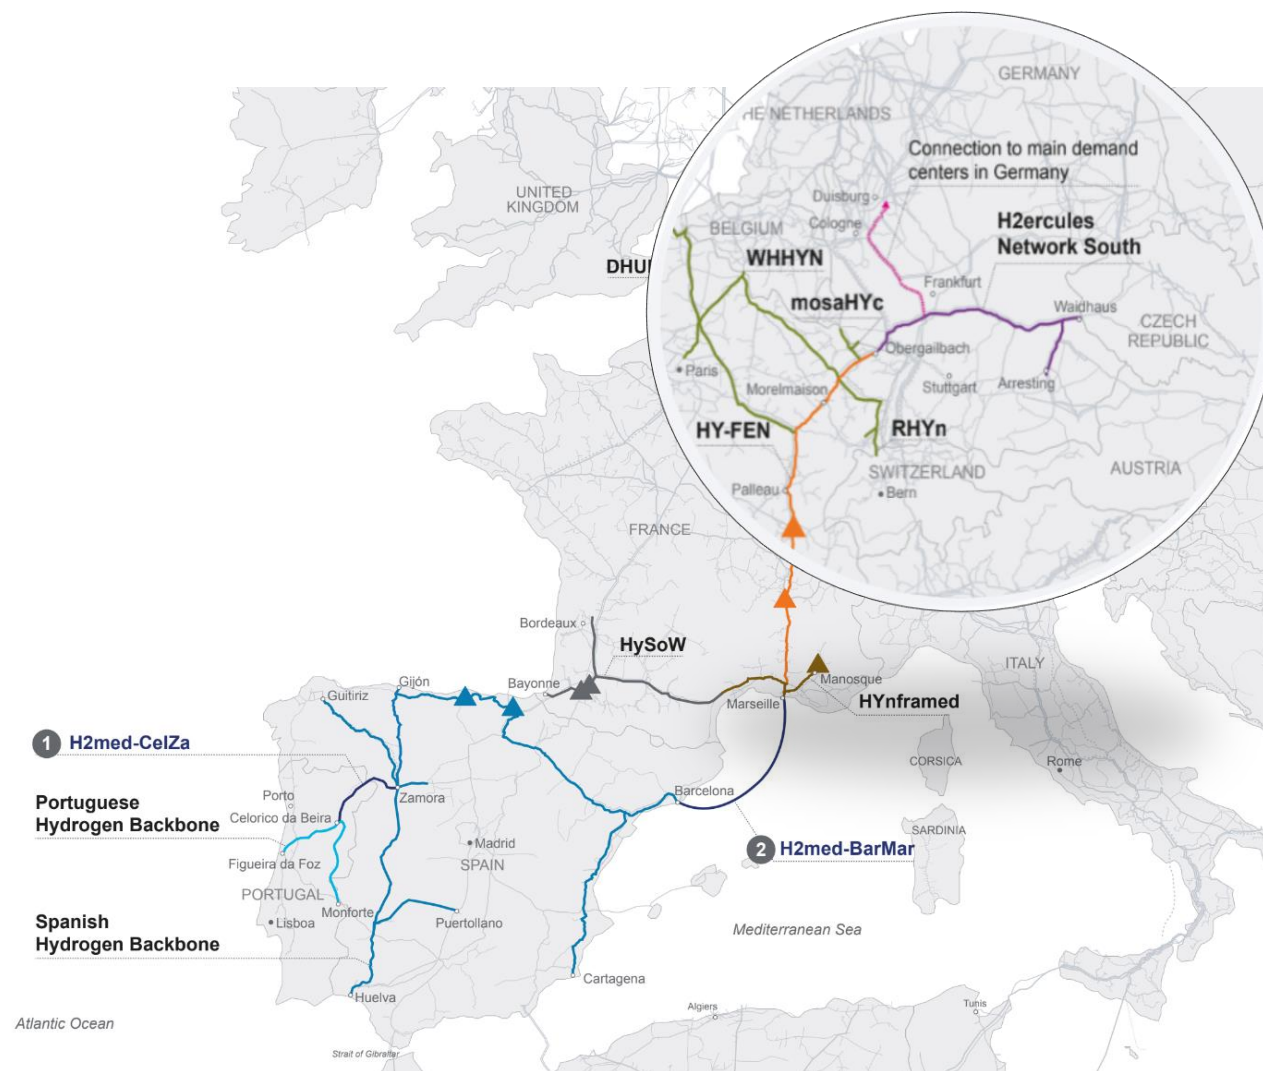 GERMANY
HE NETHERLANDS
Connection to main demand
centers in Germany
UNITED
KINGDOM
Duisburg
BELGIUM
Cologne
H2ercules
Network South
WHHYN
Frankfurt
mosaHYc
Waidhaus
CZECH
REPUBLIC
Obergailbach
Paris
Morelmaison
Stuttgart
Arresting
HY-FEN
RHYn
SWITZERLAND
AUSTRIA
Palleau
Bern
FRANCE
Bordeaux
HySoW
ITALY
Gijón
Bayonne
Manosque
Guitiriz
Marseille
HYnframed
1 H2med-CelZa
CORSICA
Rome
Porto
Zamora
Barcelona
Portuguese
Hydrogen Backbone
Celorico da Beira
SARDINIA
Madrid
2 H2med-BarMar
Figueira da Foz
SPAIN
PORTUGAL
Monforte
Lisboa
Puertollano
Spanish
Hydrogen Backbone
Mediterranean Sea
Cartagena
Huelva
Algiers
Tunis
Atlantic Ocean
Strait of Gibraltar